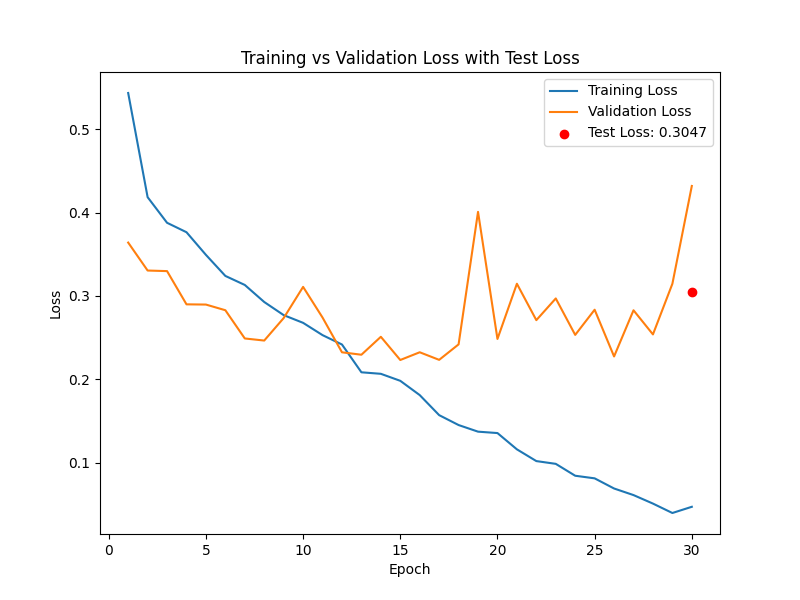 Training vs Validation Loss with Test Loss
Training Loss
Validation Loss
Test Loss: 0.3047
Loss
0.5
0.4
0.3
0.2
0.1
0
5
10
15
20
25
30
Epoch